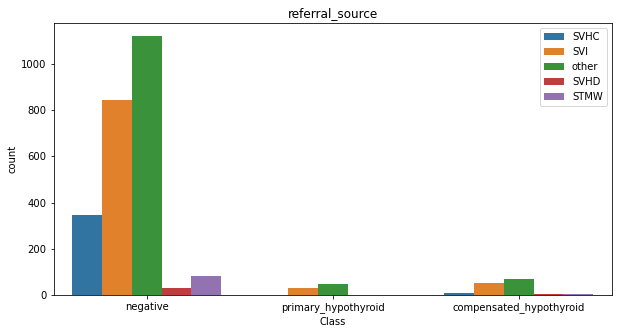 referral_source
SVHC
SVI
other
SVHD
STMW
count
1000
800
600
400
200
0
negative
primary_hypothyroid
compensated_hypothyroid
Class